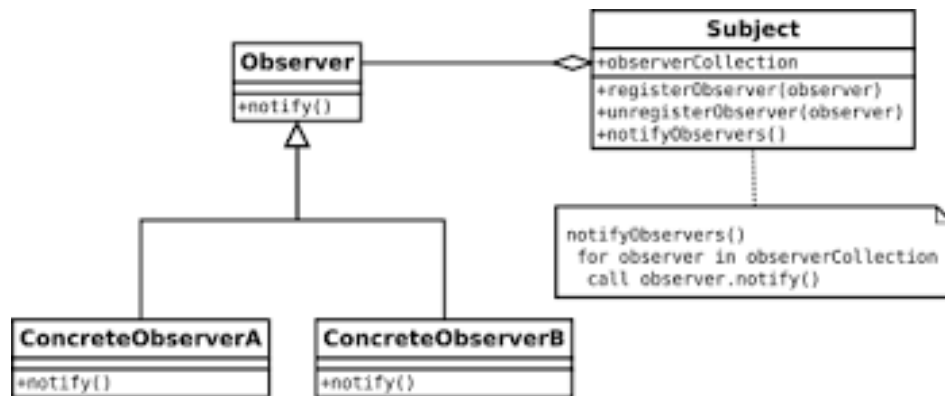 Subject
+observerCollection
+registerObserver(observer)
+unregisterObserver(observer)
+notifyObservers()
Observer
+notify()
notifyObservers()
for observer in observerCollection
call observer.notify()
ConcreteObserverA
+notify()
ConcreteObserverB
+notify()